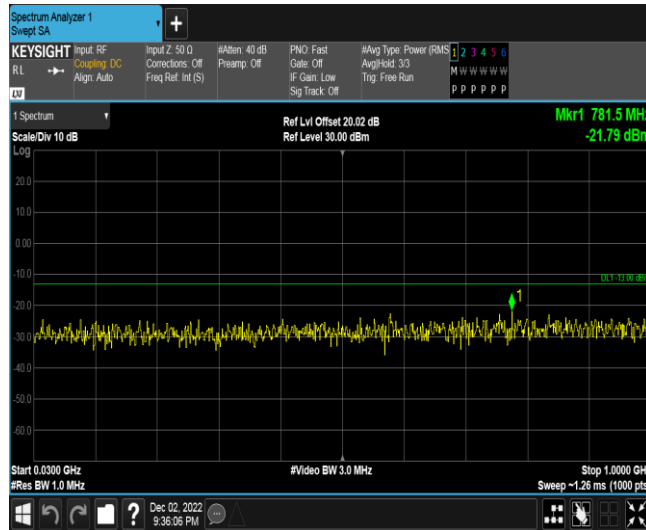 Spectrum Analyzer 1
Swept SA
+
KEYSIGHT
RL
LXI
Input: RF
Coupling: DC
Align: Auto
Input Z: 50 Ω
Corrections: Off
Freq Ref: Int (S)
#Atten: 40 dB
Preamp: Off
PNO: Fast
Gate: Off
IF Gain: Low
Sig Track: Off
#Avg Type: Power (RMS
Avg|Hold: 3/3
Trig: Free Run
1 2 3 4 5 6
M W W W W W
P P P P P P
1 Spectrum
Scale/Div 10 dB
Ref Lvl Offset 20.02 dB
Ref Level 30.00 dBm
Mkr1 781.5 MHz
-21.79 dBm
Log
20.0
10.0
0.00
-10.0
-20.0
-30.0
-40.0
-50.0
-60.0
DL1 -13.00 dBm
1
Start 0.0300 GHz
#Res BW 1.0 MHz
#Video BW 3.0 MHz
Stop 1.0000 GHz
Sweep ~1.26 ms (1000 pts)
?
Dec 02, 2022
9:36:06 PM